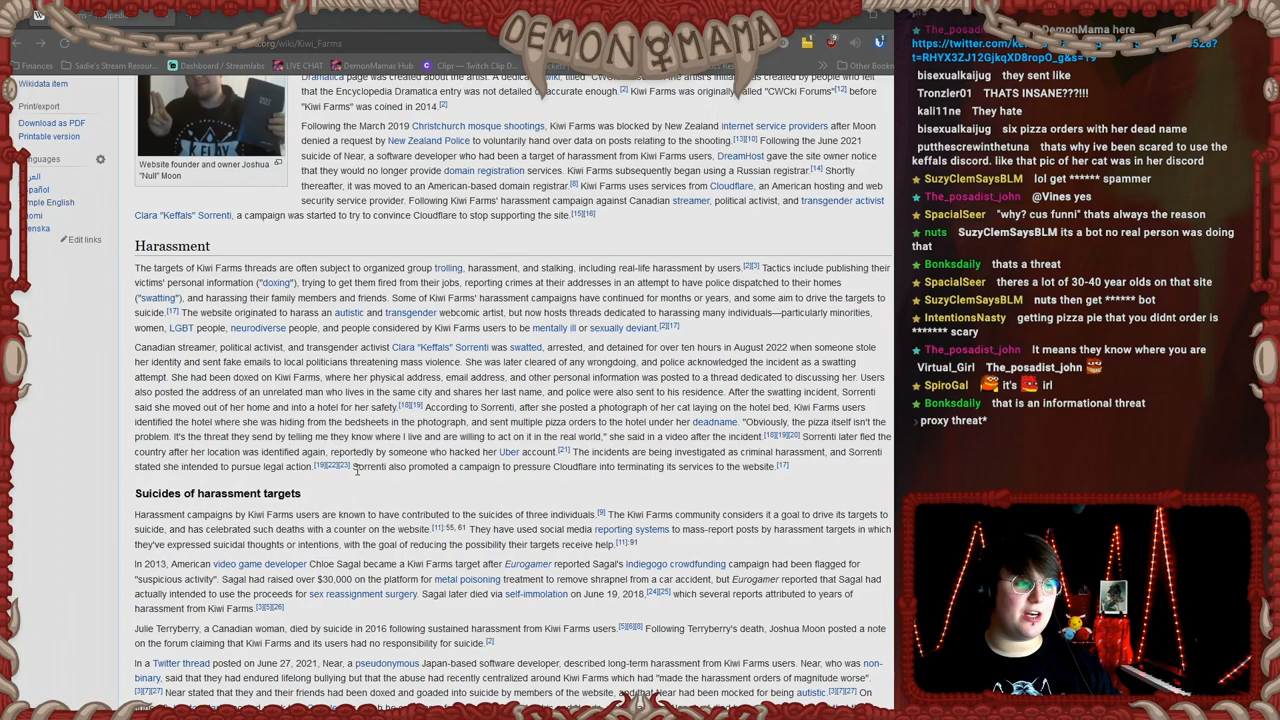 DEMON MAMA
.org/wiki/Kiwi_Farms
Finances
Sadie's Stream Resour...
Dashboard / Streamlabs
LIVE CHAT
DemonMamas Hub
Clipr — Twitch Clip D...
Other Bookm
Wikidata item
Print/export
Download as PDF
Printable version
Español
Simple English
Suomi
Svenska
Edit links
Website founder and owner Joshua
"Null" Moon
that the Encyclopedia Dramatica entry was not detailed or accurate enough.[2] Kiwi Farms was originally called "CWCki Forums"[12] before
"Kiwi Farms" was coined in 2014.[2]
Following the March 2019 Christchurch mosque shootings, Kiwi Farms was blocked by New Zealand internet service providers after Moon
denied a request by New Zealand Police to voluntarily hand over data on posts relating to the shooting.[13][10] Following the June 2021
suicide of Near, a software developer who had been a target of harassment from Kiwi Farms users, DreamHost gave the site owner notice
that they would no longer provide domain registration services. Kiwi Farms subsequently began using a Russian registrar.[14] Shortly
thereafter, it was moved to an American-based domain registrar.[8] Kiwi Farms uses services from Cloudflare, an American hosting and web
security service provider. Following Kiwi Farms' harassment campaign against Canadian streamer, political activist, and transgender activist
Clara "Keffals" Sorrenti, a campaign was started to try to convince Cloudflare to stop supporting the site.[15][16]
Harassment
The targets of Kiwi Farms threads are often subject to organized group trolling, harassment, and stalking, including real-life harassment by users.[2][3] Tactics include publishing their
victims' personal information ("doxing"), trying to get them fired from their jobs, reporting crimes at their addresses in an attempt to have police dispatched to their homes
("swatting"), and harassing their family members and friends. Some of Kiwi Farms' harassment campaigns have continued for months or years, and some aim to drive the targets to
suicide.[17] The website originated to harass an autistic and transgender webcomic artist, but now hosts threads dedicated to harassing many individuals—particularly minorities,
women, LGBT people, neurodiverse people, and people considered by Kiwi Farms users to be mentally ill or sexually deviant.[2][17]
Canadian streamer, political activist, and transgender activist Clara "Keffals" Sorrenti was swatted, arrested, and detained for over ten hours in August 2022 when someone stole
her identity and sent fake emails to local politicians threatening mass violence. She was later cleared of any wrongdoing, and police acknowledged the incident as a swatting
attempt. She had been doxed on Kiwi Farms, where her physical address, email address, and other personal information was posted to a thread dedicated to discussing her. Users
also posted the address of an unrelated man who lives in the same city and shares her last name, and police were also sent to his residence. After the swatting incident, Sorrenti
said she moved out of her home and into a hotel for her safety.[18][19] According to Sorrenti, after she posted a photograph of her cat laying on the hotel bed, Kiwi Farms users
identified the hotel where she was hiding from the bedsheets in the photograph, and sent multiple pizza orders to the hotel under her deadname. "Obviously, the pizza itself isn't the
problem. It's the threat they send by telling me they know where I live and are willing to act on it in the real world," she said in a video after the incident.[18][19][20] Sorrenti later fled the
country after her location was identified again, reportedly by someone who hacked her Uber account.[21] The incidents are being investigated as criminal harassment, and Sorrenti
stated she intended to pursue legal action.[19][22][23] Sorrenti also promoted a campaign to pressure Cloudflare into terminating its services to the website.[17]
Suicides of harassment targets
Harassment campaigns by Kiwi Farms users are known to have contributed to the suicides of three individuals.[9] The Kiwi Farms community considers it a goal to drive its targets to
suicide, and has celebrated such deaths with a counter on the website.[11]:55, 61 They have used social media reporting systems to mass-report posts by harassment targets in which
they've expressed suicidal thoughts or intentions, with the goal of reducing the possibility their targets receive help.[11]:91
In 2013, American video game developer Chloe Sagal became a Kiwi Farms target after Eurogamer reported Sagal's Indiegogo crowdfunding campaign had been flagged for
"suspicious activity". Sagal had raised over $30,000 on the platform for metal poisoning treatment to remove shrapnel from a car accident, but Eurogamer reported that Sagal had
actually intended to use the proceeds for sex reassignment surgery. Sagal later died via self-immolation on June 19, 2018,[24][25] which several reports attributed to years of
harassment from Kiwi Farms.[3][5][26]
Julie Terryberry, a Canadian woman, died by suicide in 2016 following sustained harassment from Kiwi Farms users.[5][6][8] Following Terryberry's death, Joshua Moon posted a note
on the forum claiming that Kiwi Farms and its users had no responsibility for suicide.[2]
In a Twitter thread posted on June 27, 2021, Near, a pseudonymous Japan-based software developer, described long-term harassment from Kiwi Farms users. Near, who was non-
binary, said that they had endured lifelong bullying but that the abuse had recently centralized around Kiwi Farms which had "made the harassment orders of magnitude worse".
[3][7][27] Near stated that they and their friends had been doxed and goaded into suicide by members of the website, and that Near had been mocked for being autistic.[3][7][27] On
The_posadist_john DemonMama here
bisexualkaijug they sent like
Tronzler01 THATS INSANE???!!!
kali11ne They hate
bisexualkaijug six pizza orders with her dead name
putthescrewinthetuna thats why ive been scared to use
the keffals discord. like that pic of her cat was in her discord
SuzyClemSaysBLM lol get ****** spammer
The_posadist_john @Vines yes
SpacialSeer "why? cus funni" thats always the reason
nuts SuzyClemSaysBLM its a bot no real person was doing
that
Bonksdaily thats a threat
SpacialSeer theres a lot of 30-40 year olds on that site
SuzyClemSaysBLM nuts then get ****** bot
IntentionsNasty getting pizza pie that you didnt order is
******* scary
The_posadist_john It means they know where you are
Virtual_Girl The_posadist_john
SpiroGal it's irl
Bonksdaily that is an informational threat
proxy threat*